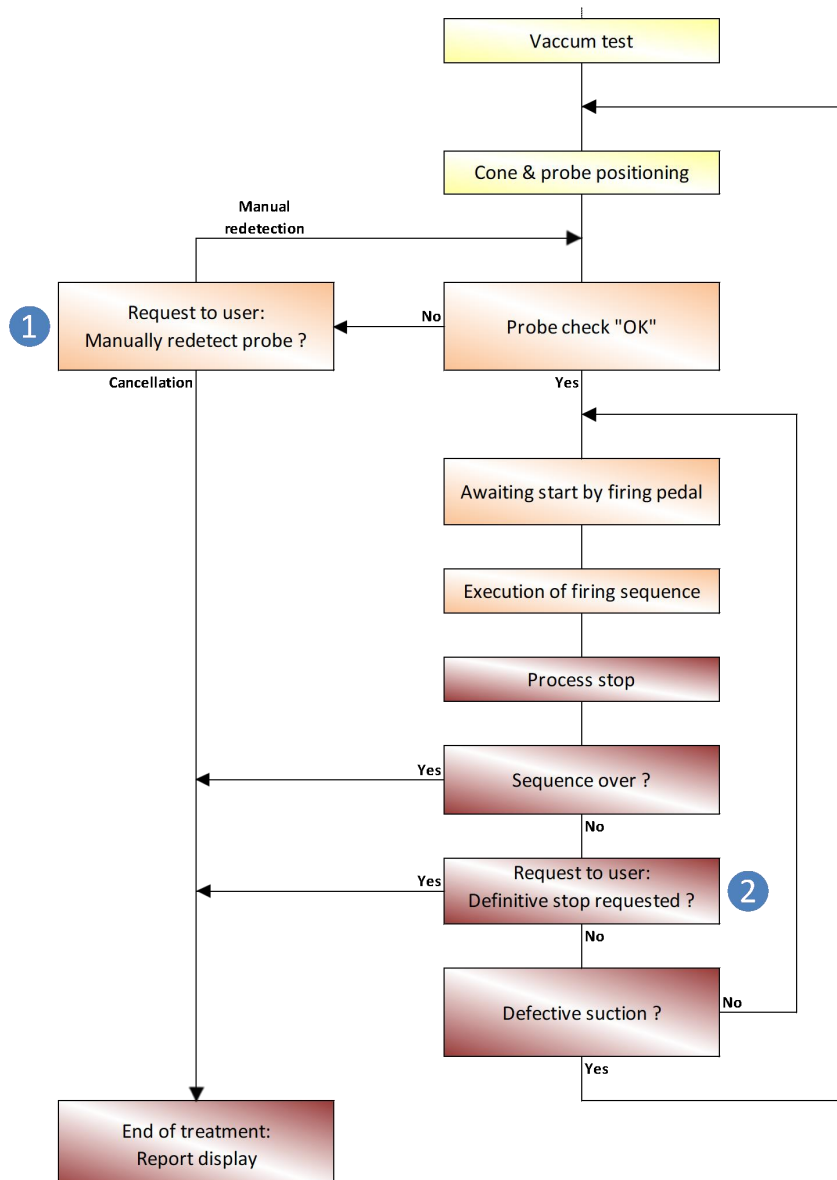 Vaccum test
Cone & probe positioning
Manual
redetection
1
Request to user:
Manually redetect probe ?
No
Probe check "OK"
Cancellation
Yes
Awaiting start by firing pedal
Execution of firing sequence
Process stop
Yes
Sequence over ?
No
Yes
Request to user:
Definitive stop requested ?
2
No
Defective suction ?
No
Yes
End of treatment:
Report display